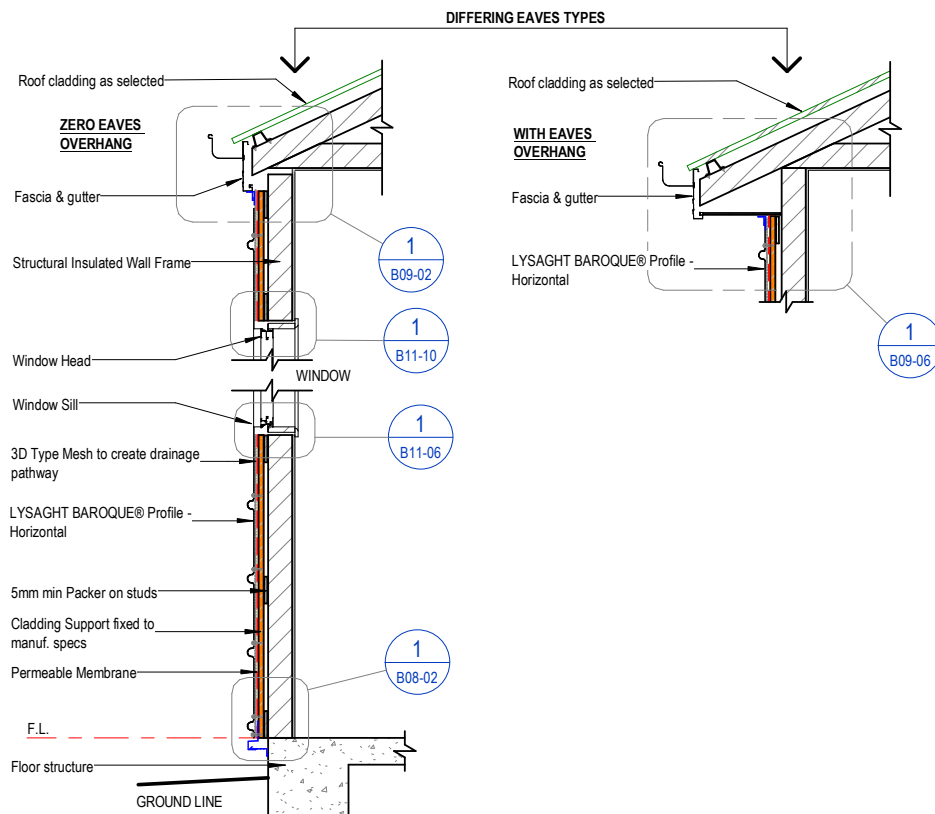 DIFFERING EAVES TYPES
Roof cladding as selected
ZERO EAVES
OVERHANG
Fascia & gutter
Structural Insulated Wall Frame
1
B09-02
Window Head
1
B11-10
WINDOW
Window Sill
1
B11-06
3D Type Mesh to create drainage
pathway
LYSAGHT BAROQUE® Profile -
Horizontal
5mm min Packer on studs
Cladding Support fixed to
manuf. specs
Permeable Membrane
1
B08-02
F.L.
Floor structure
GROUND LINE
Roof cladding as selected
WITH EAVES
OVERHANG
Fascia & gutter
LYSAGHT BAROQUE® Profile -
Horizontal
1
B09-06